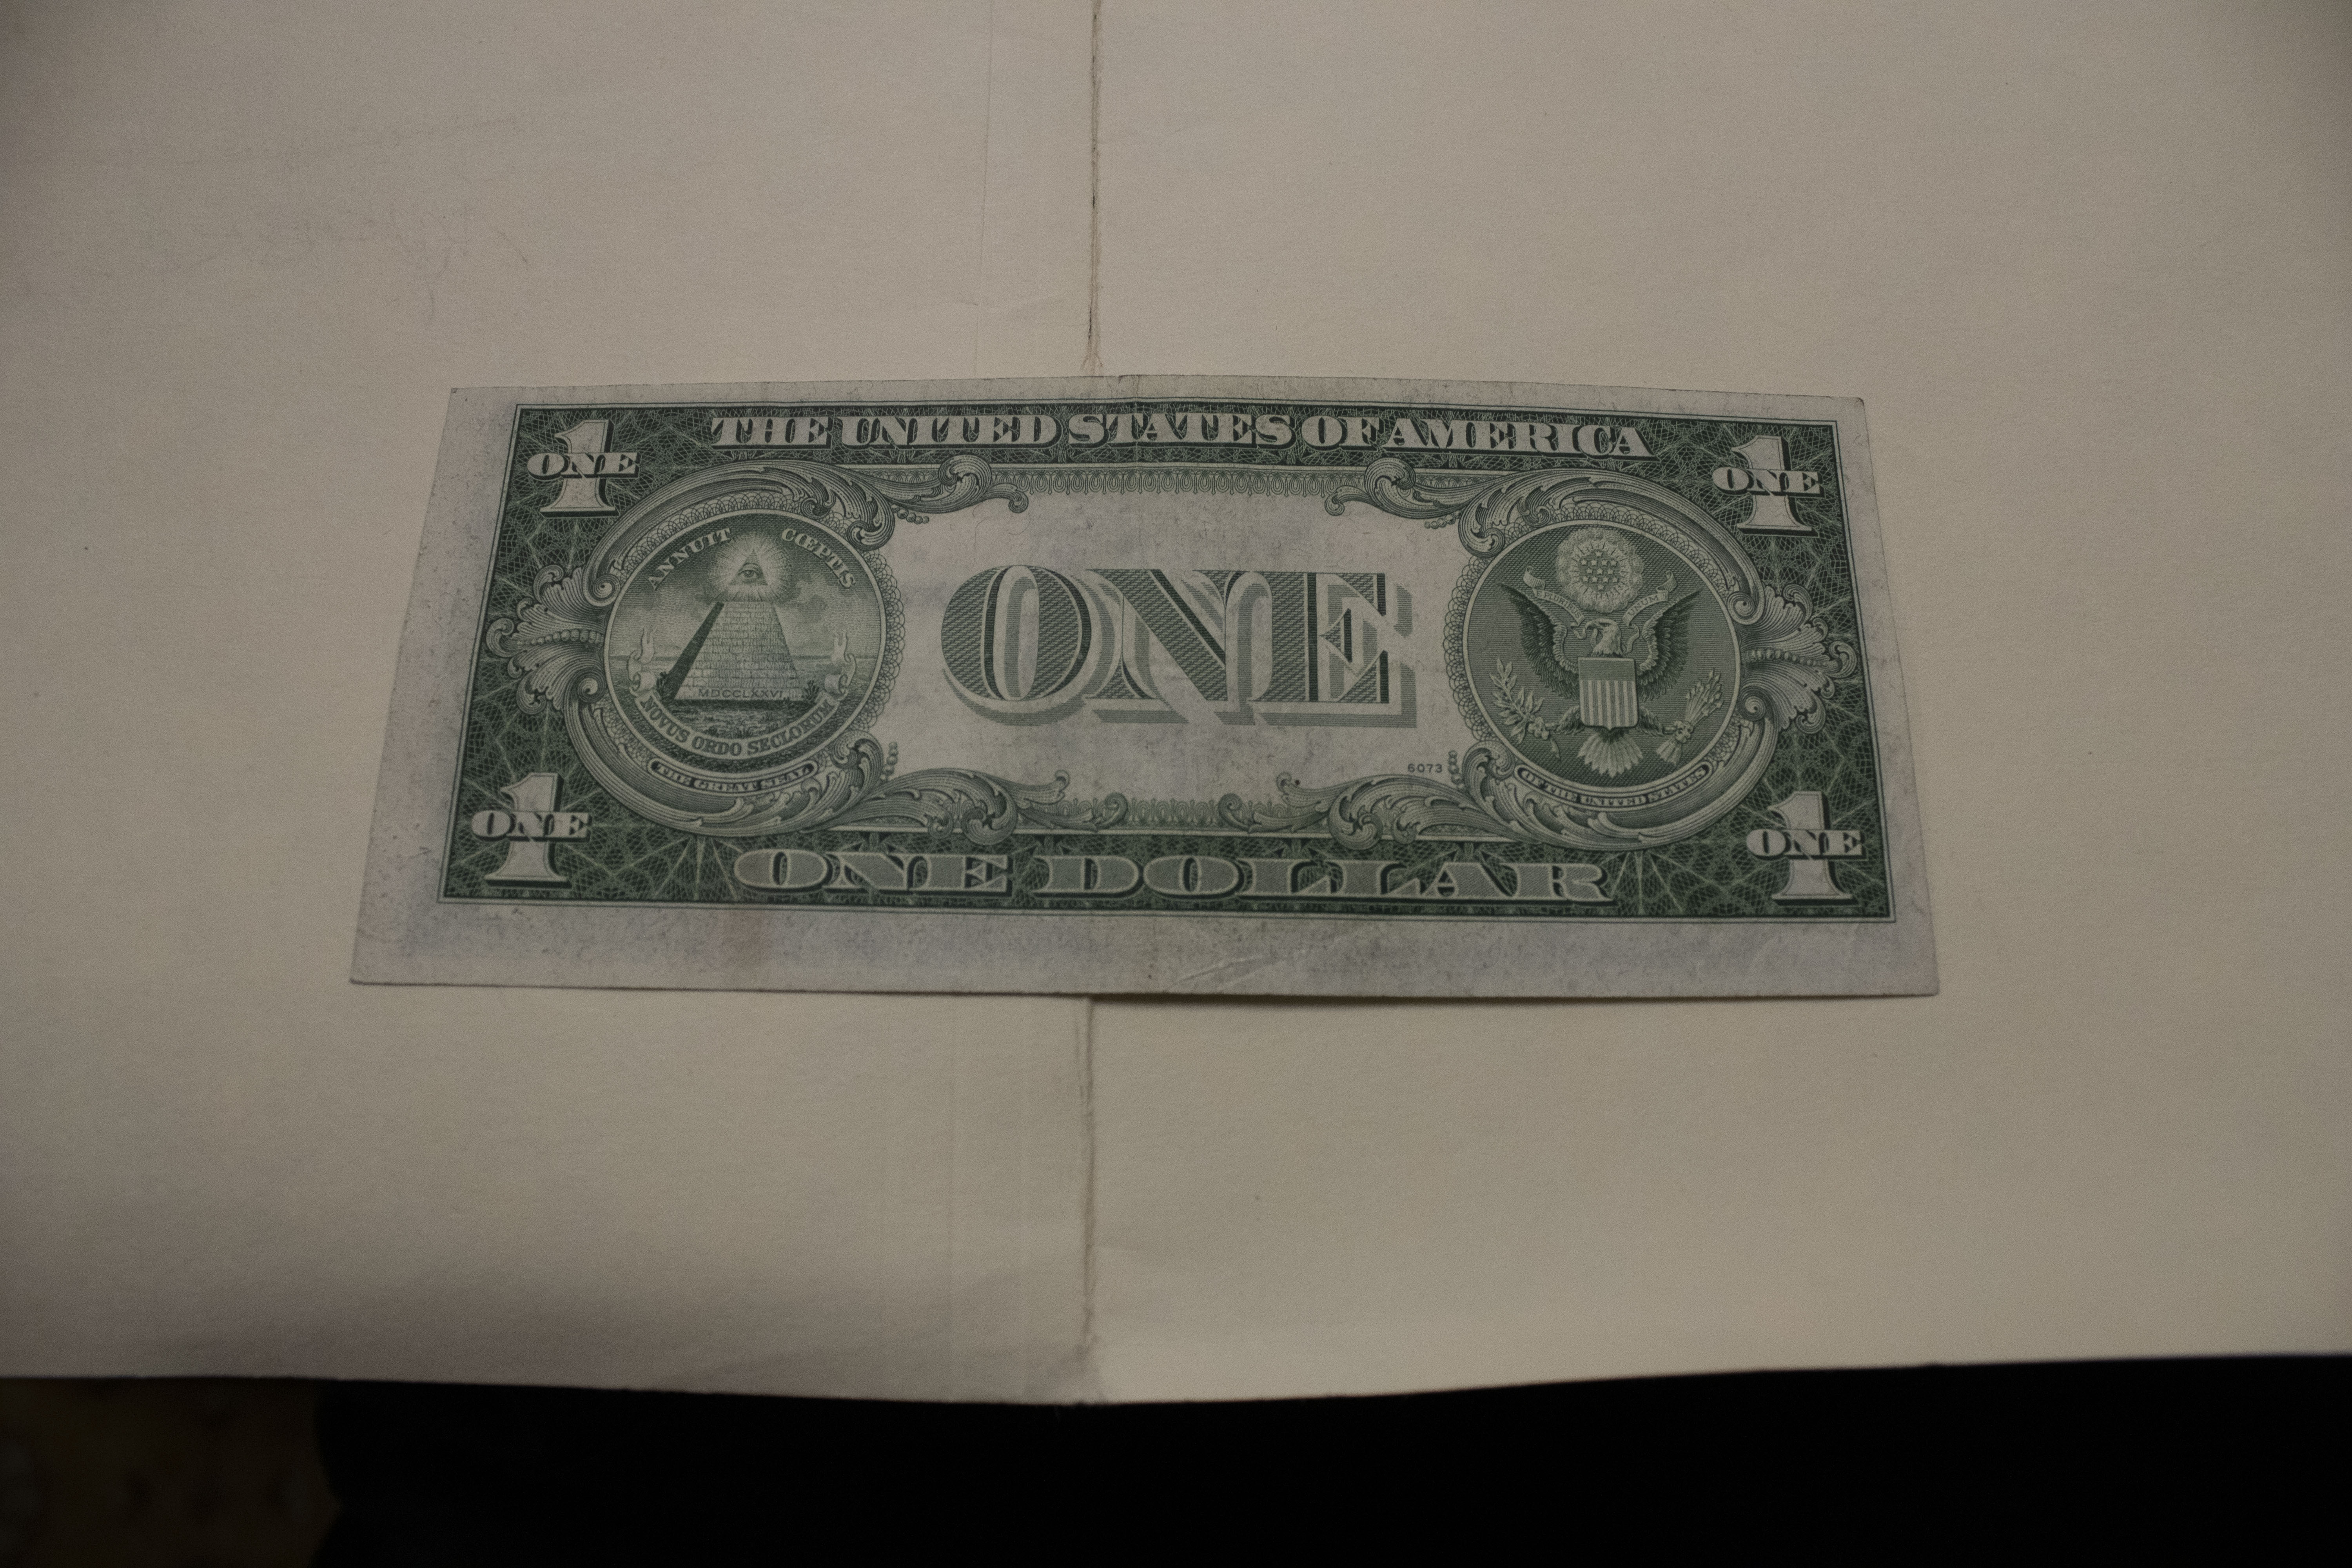 THE UNITED STATES OF AMERICA
1
ONE
1
ONE
ANNUIT CŒPTIS
MDCCLXXVI
NOVUS ORDO SECLORUM
THE GREAT SEAL
ONE
6073
OF THE UNITED STATES
1
ONE
1
ONE
ONE DOLLAR